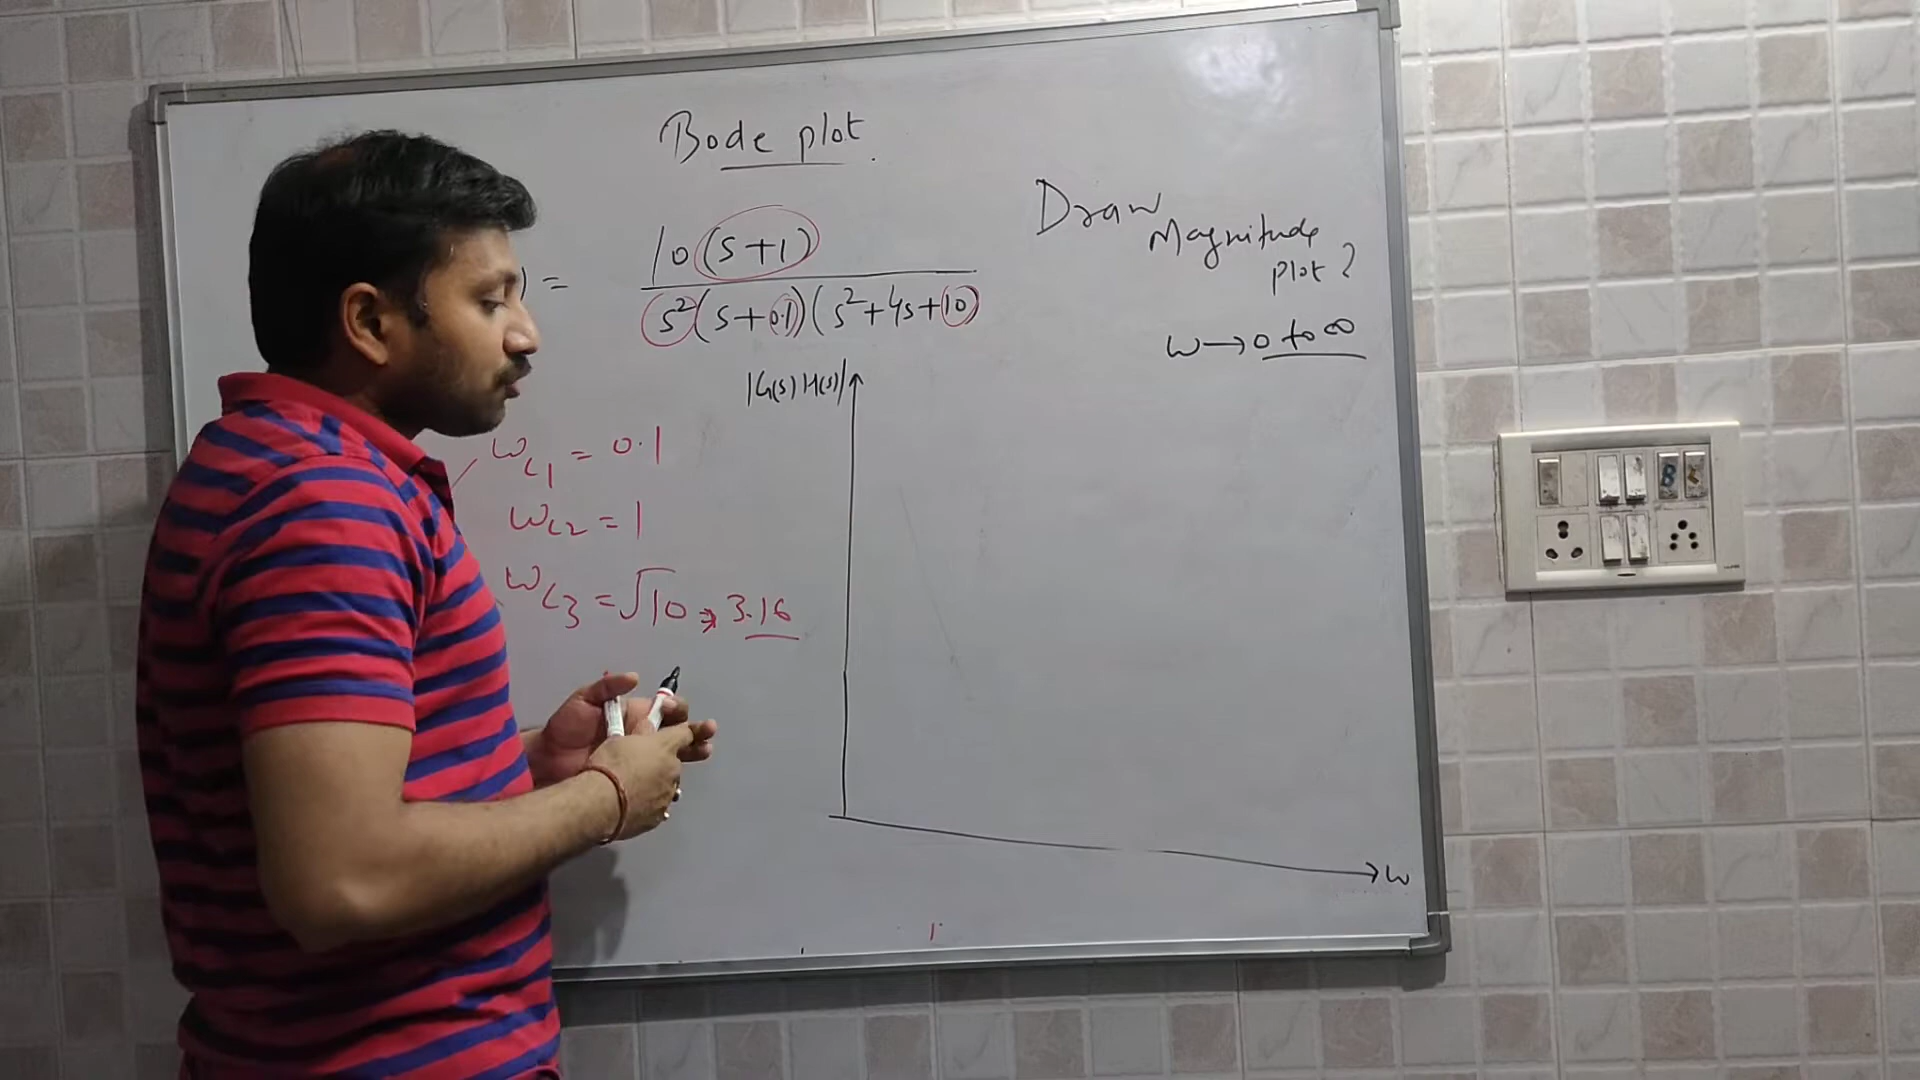 Bode plot.
Draw
Magnitude
plot ?
ω → 0 to ∞
) = 10(s+1)
s²(s+0.1)(s²+4s+10)
|G(s)H(s)|
ωc1 = 0.1
ωc2 = 1
ωc3 = √10 → 3.16
ω